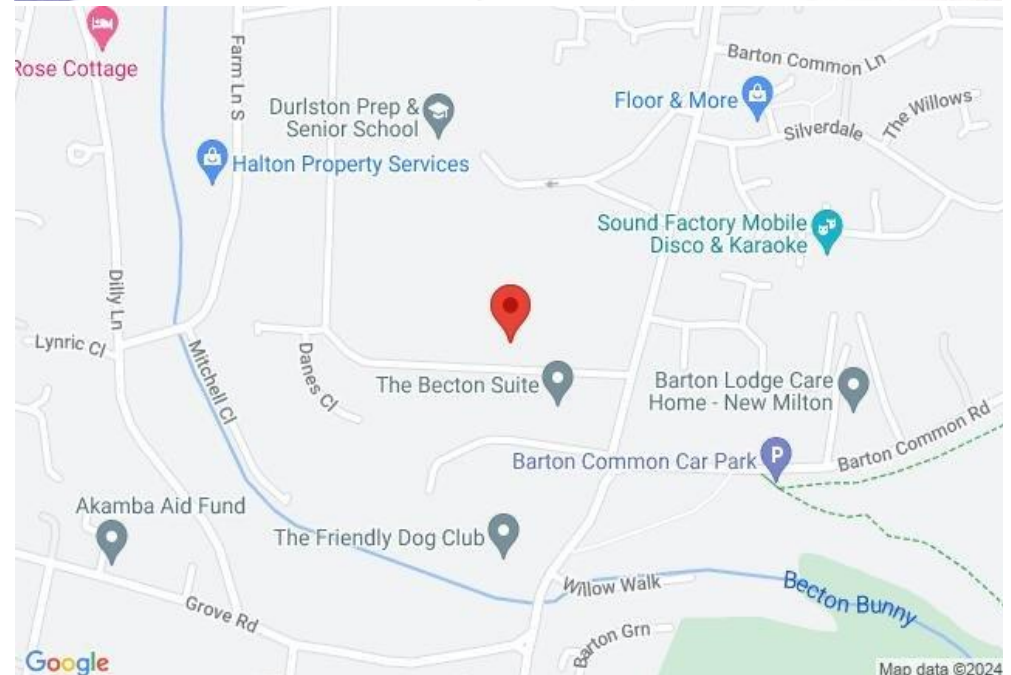 Rose Cottage
Farm Ln S
Durlston Prep &
Senior School
Halton Property Services
Barton Common Ln
Floor & More
The Willows
Silverdale
Sound Factory Mobile
Disco & Karaoke
Dilly Ln
Lynric Cl
Mitchell Cl
Danes Cl
The Becton Suite
Barton Lodge Care
Home - New Milton
Barton Common Rd
Barton Common Car Park
P
Akamba Aid Fund
The Friendly Dog Club
Willow Walk
Becton Bunny
Grove Rd
Barton Grn
Google
Map data ©2024